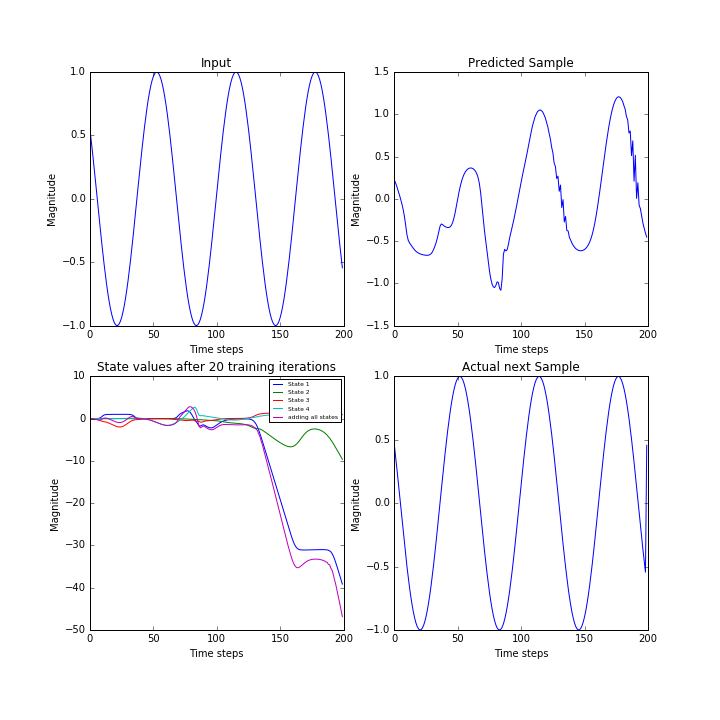 Input
1.0
0.5
0.0
−0.5
−1.0
Magnitude
0 50 100 150 200
Time steps
Predicted Sample
1.5
1.0
0.5
0.0
−0.5
−1.0
−1.5
Magnitude
0 50 100 150 200
Time steps
State values after 20 training iterations
10
0
−10
−20
−30
−40
−50
Magnitude
State 1
State 2
State 3
State 4
adding all states
0 50 100 150 200
Time steps
Actual next Sample
1.0
0.5
0.0
−0.5
−1.0
Magnitude
0 50 100 150 200
Time steps